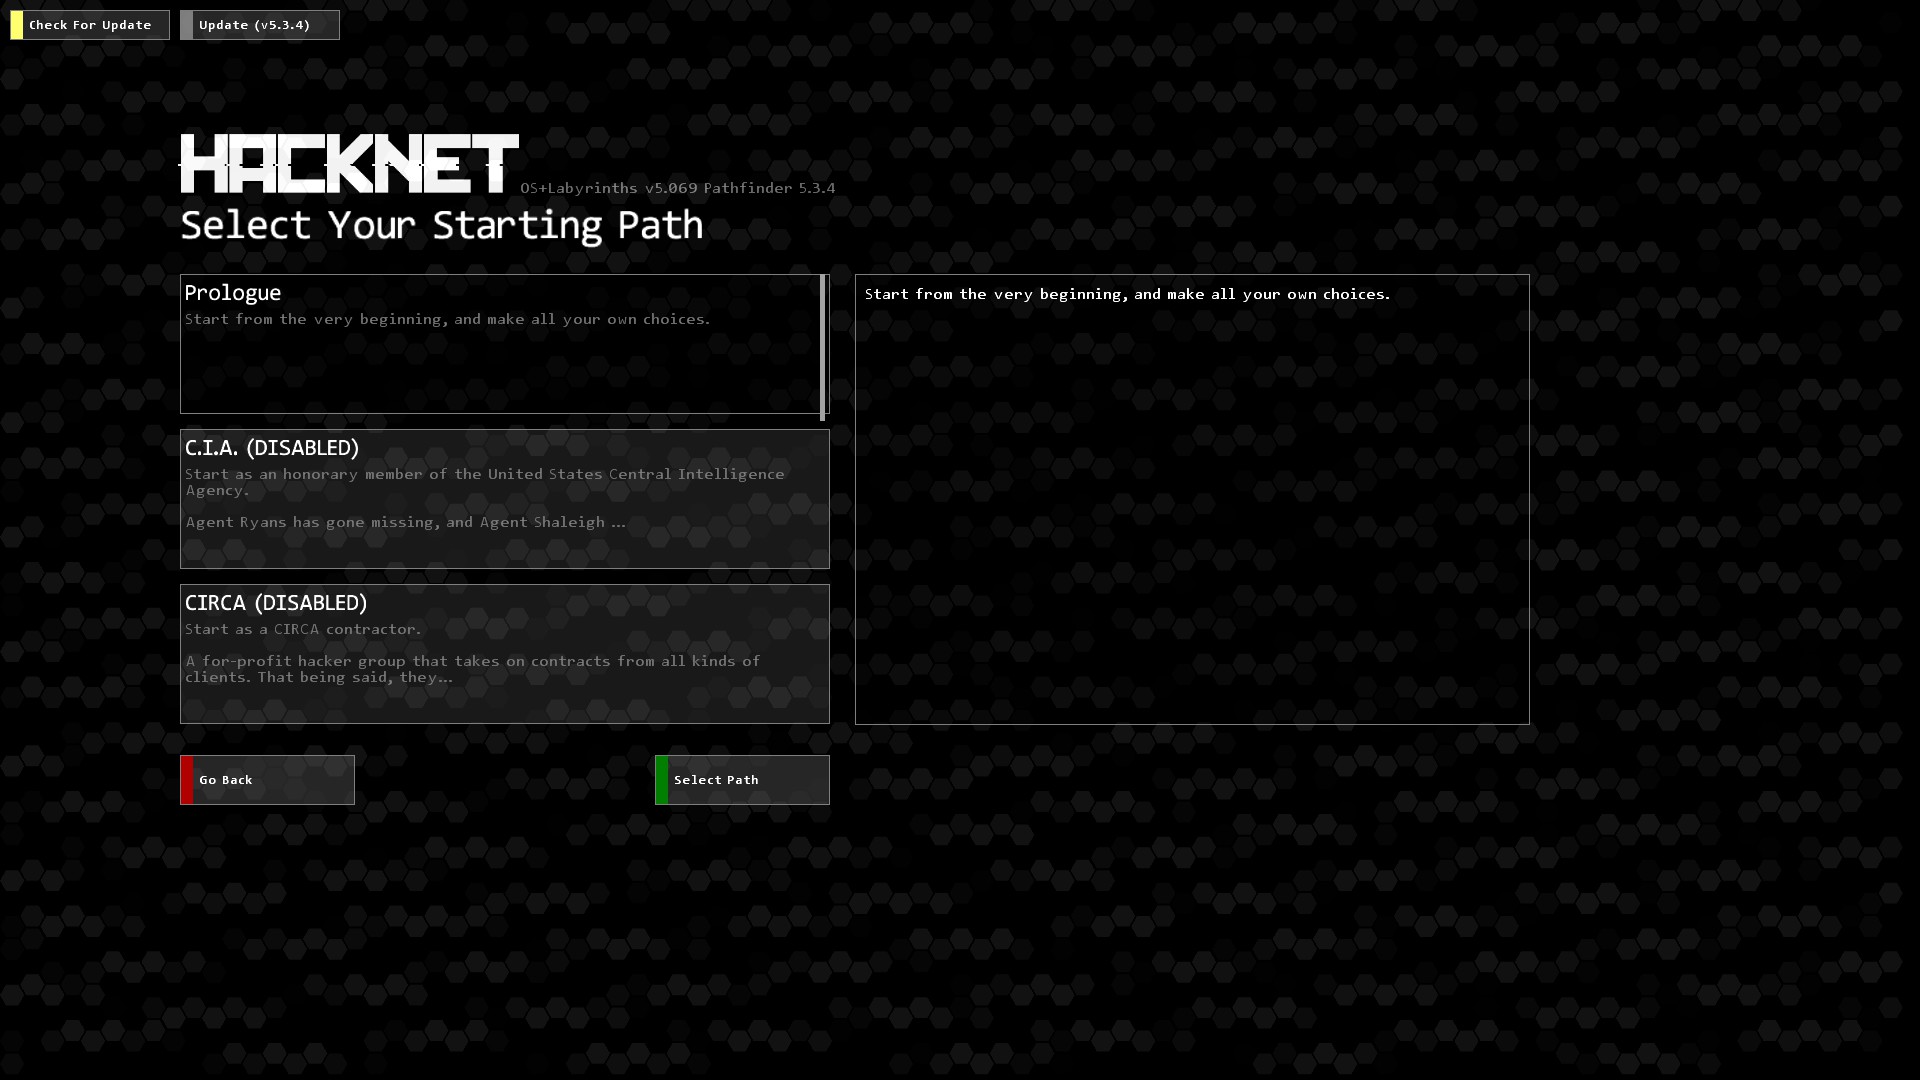 Check For Update
Update (v5.3.4)
HACKNET
OS+Labyrinths v5.069 Pathfinder 5.3.4
Select Your Starting Path
Prologue
Start from the very beginning, and make all your own choices.
C.I.A. (DISABLED)
Start as an honorary member of the United States Central Intelligence
Agency.
Agent Ryans has gone missing, and Agent Shaleigh ...
CIRCA (DISABLED)
Start as a CIRCA contractor.
A for-profit hacker group that takes on contracts from all kinds of
clients. That being said, they...
Start from the very beginning, and make all your own choices.
Go Back
Select Path